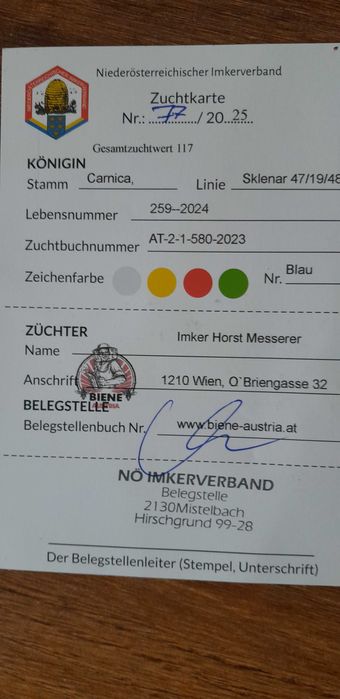 Niederösterreichischer Imkerverband
Zuchtkarte
Nr.: 77 / 20 25
Gesamtzuchtwert 117
KÖNIGIN
Stamm Carnica, Linie Sklenar 47/19/48
Lebensnummer 259--2024
Zuchtbuchnummer AT-2-1-580-2023
Zeichenfarbe Nr. Blau
ZÜCHTER
Name Imker Horst Messerer
Anschrift 1210 Wien, O`Briengasse 32
BIENE
AUSTRIA
BELEGSTELLE
Belegstellenbuch Nr. www.biene-austria.at
NÖ IMKERVERBAND
Belegstelle
2130Mistelbach
Hirschgrund 99-28
Der Belegstellenleiter (Stempel, Unterschrift)